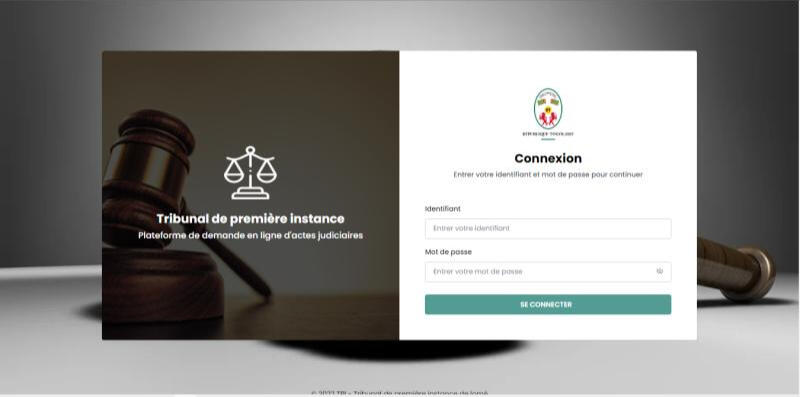 Tribunal de première instance
Plateforme de demande en ligne d'actes judiciaires
RÉPUBLIQUE TOGOLAISE
Connexion
Entrer votre identifiant et mot de passe pour continuer
Identifiant
Entrer votre identifiant
Mot de passe
Entrer votre mot de passe
SE CONNECTER
© 2022 TPI - Tribunal de première instance de lomé